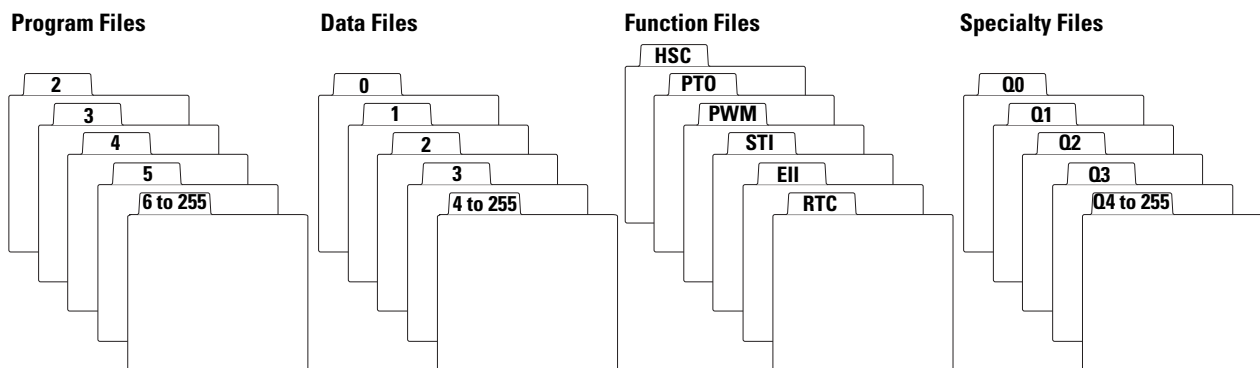 Program Files
2
3
4
5
6 to 255
Data Files
0
1
2
3
4 to 255
Function Files
HSC
PTO
PWM
STI
EII
RTC
Specialty Files
Q0
Q1
Q2
Q3
Q4 to 255